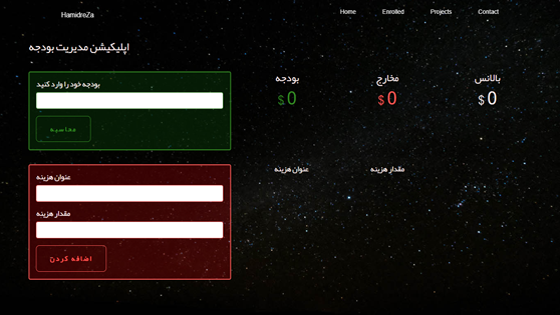 HamidreZa
Home Enrolled Projects Contact
اپلیکیشن مدیریت بودجه
بودجه خود را وارد کنید
محاسبه
بودجه
$ 0
مخارج
$ 0
بالانس
$ 0
عنوان هزینه
مقدار هزینه
اضافه کردن
عنوان هزینه
مقدار هزینه